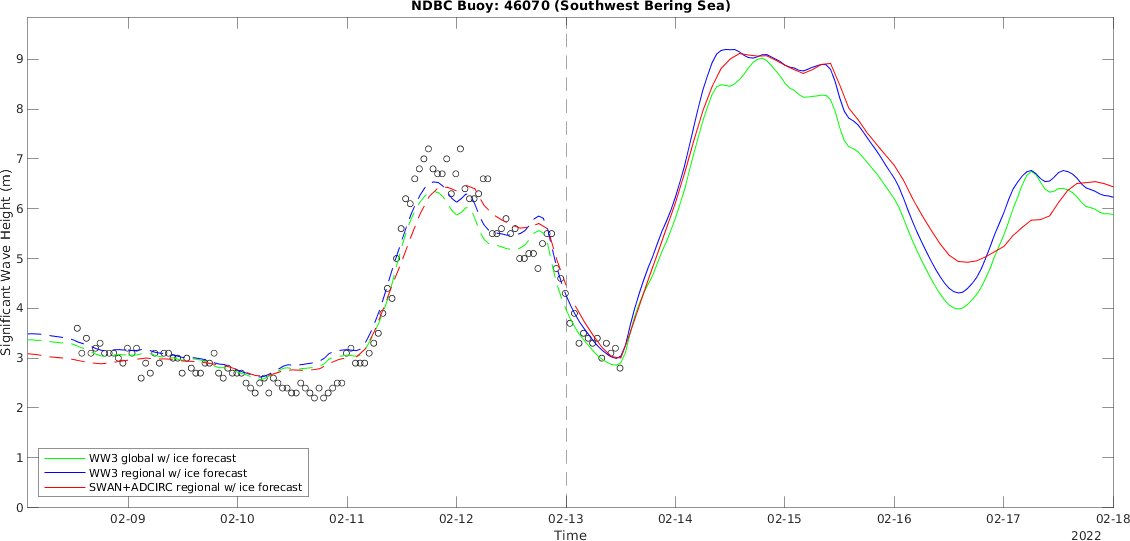 NDBC Buoy: 46070 (Southwest Bering Sea)
Significant Wave Height (m)
9
8
7
6
5
4
3
2
1
0
WW3 global w/ ice forecast
WW3 regional w/ ice forecast
SWAN+ADCIRC regional w/ ice forecast
02-09 02-10 02-11 02-12 02-13 02-14 02-15 02-16 02-17 02-18
Time
2022